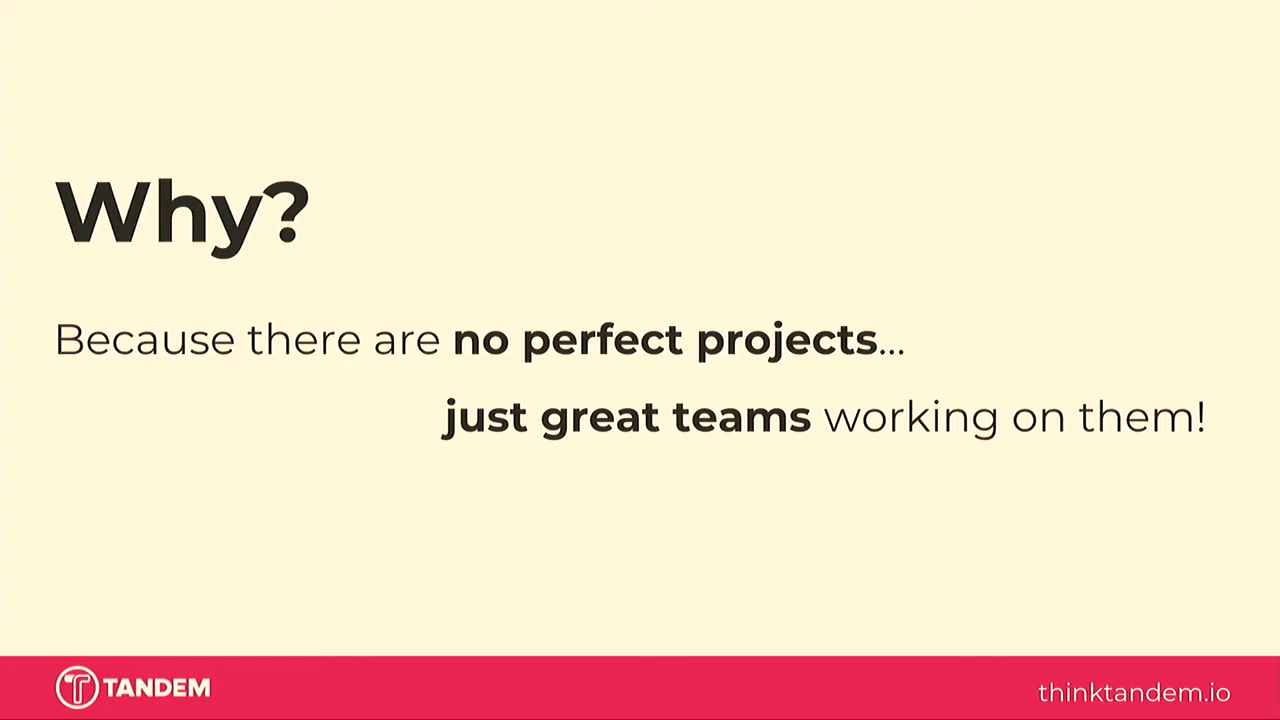 Why?
Because there are no perfect projects...
just great teams working on them!
TANDEM
thinktandem.io